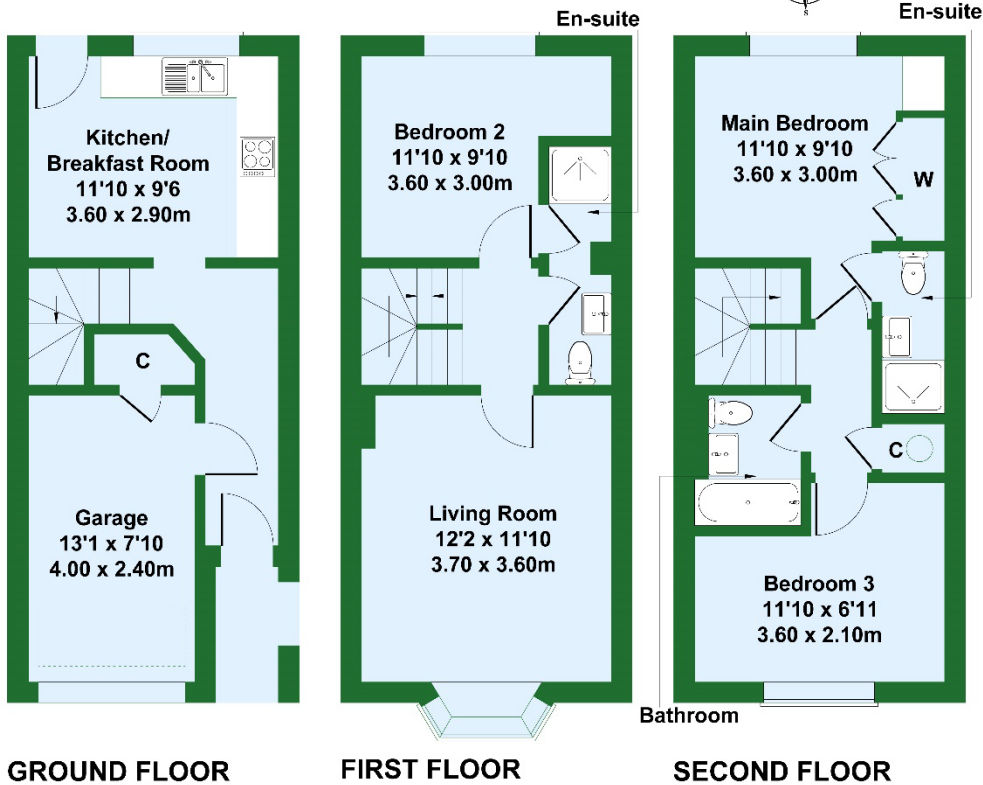 S
En-suite
En-suite
Kitchen/
Breakfast Room
11'10 x 9'6
3.60 x 2.90m
C
Garage
13'1 x 7'10
4.00 x 2.40m
Bedroom 2
11'10 x 9'10
3.60 x 3.00m
Living Room
12'2 x 11'10
3.70 x 3.60m
Main Bedroom
11'10 x 9'10
3.60 x 3.00m
W
C
Bedroom 3
11'10 x 6'11
3.60 x 2.10m
Bathroom
GROUND FLOOR
FIRST FLOOR
SECOND FLOOR